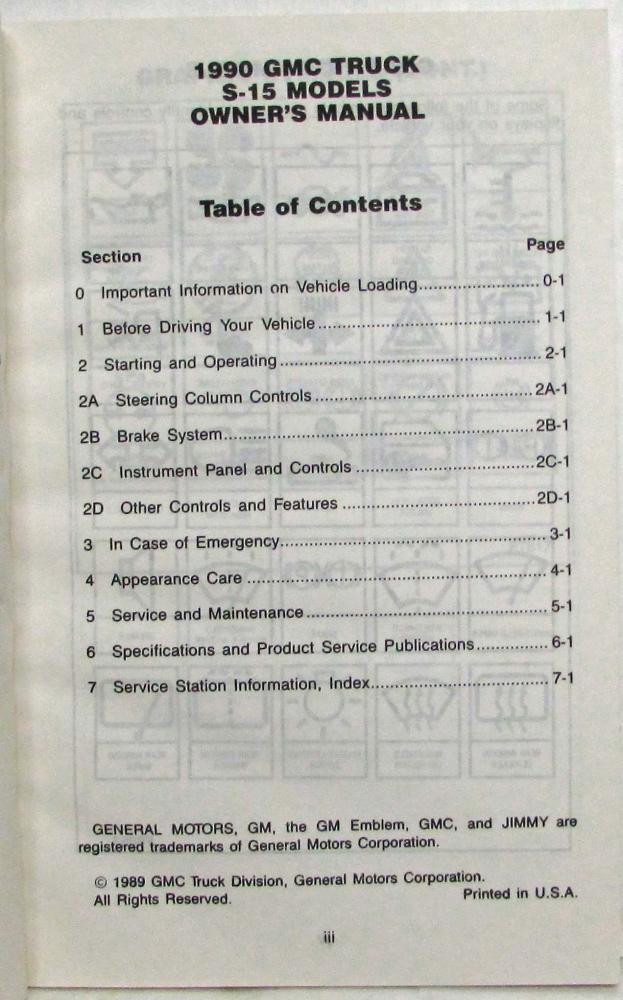 1990 GMC TRUCK
S-15 MODELS
OWNER'S MANUAL
Table of Contents
Section Page
0 Important Information on Vehicle Loading........................ 0-1
1 Before Driving Your Vehicle............................................. 1-1
2 Starting and Operating.................................................... 2-1
2A Steering Column Controls........................................... 2A-1
2B Brake System.............................................................. 2B-1
2C Instrument Panel and Controls................................... 2C-1
2D Other Controls and Features...................................... 2D-1
3 In Case of Emergency..................................................... 3-1
4 Appearance Care............................................................ 4-1
5 Service and Maintenance................................................ 5-1
6 Specifications and Product Service Publications............... 6-1
7 Service Station Information, Index................................... 7-1
GENERAL MOTORS, GM, the GM Emblem, GMC, and JIMMY are
registered trademarks of General Motors Corporation.
© 1989 GMC Truck Division, General Motors Corporation.
All Rights Reserved. Printed in U.S.A.
iii